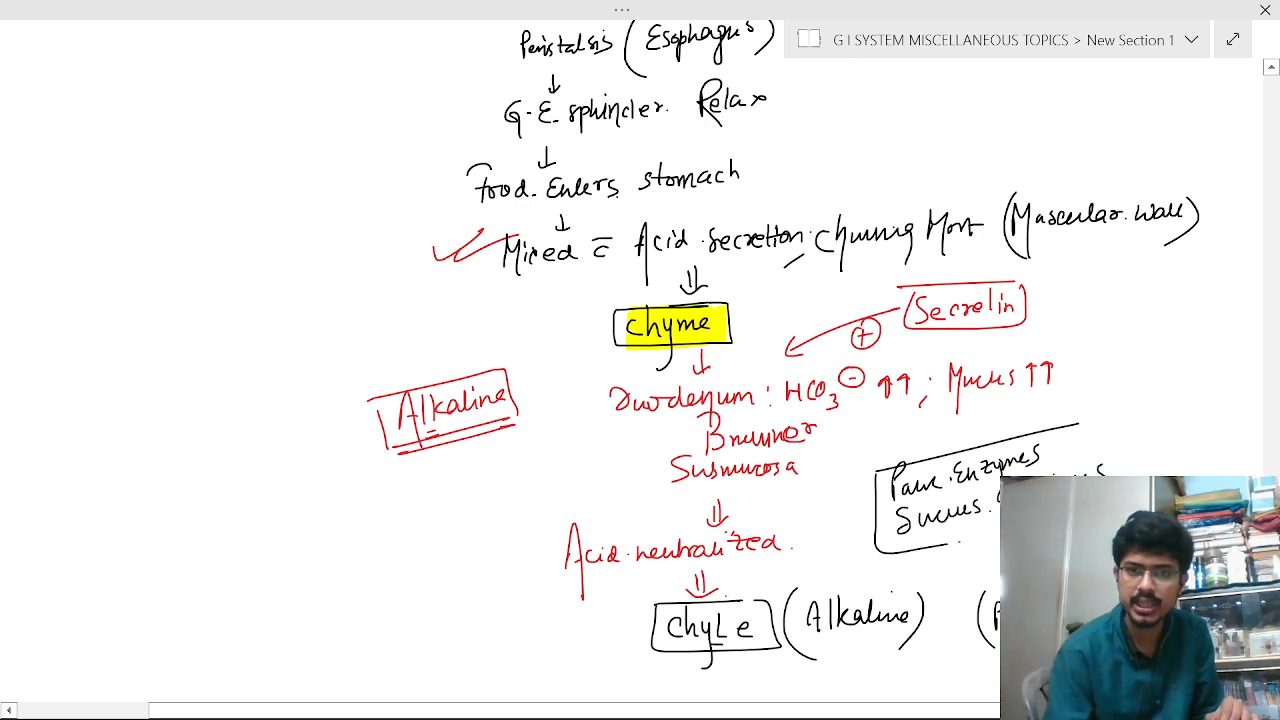 G I SYSTEM MISCELLANEOUS TOPICS > New Section 1
Peristalsis (Esophagus)
↓
G-E sphincter Relax
↓
Food Enters stomach
↓
Mixed c̅ Acid secretion, Churning Movt (Muscular wall)
⇓
Chyme
Secretin
+
↓
Alkaline
Duodenum : HCO3⊖ ↑↑ ; Mucus ↑↑
Brunner
Susmucosa
Panc. Enzymes
Succus
⇓
Acid neutralized.
⇓
ChyLe (Alkaline)